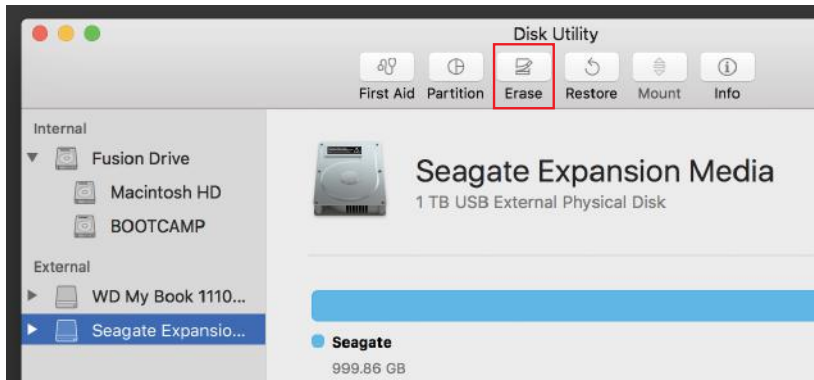 Disk Utility
First Aid Partition Erase Restore Mount Info
Internal
Fusion Drive
Macintosh HD
BOOTCAMP
External
WD My Book 1110...
Seagate Expansio...
Seagate Expansion Media
1 TB USB External Physical Disk
Seagate
999.86 GB